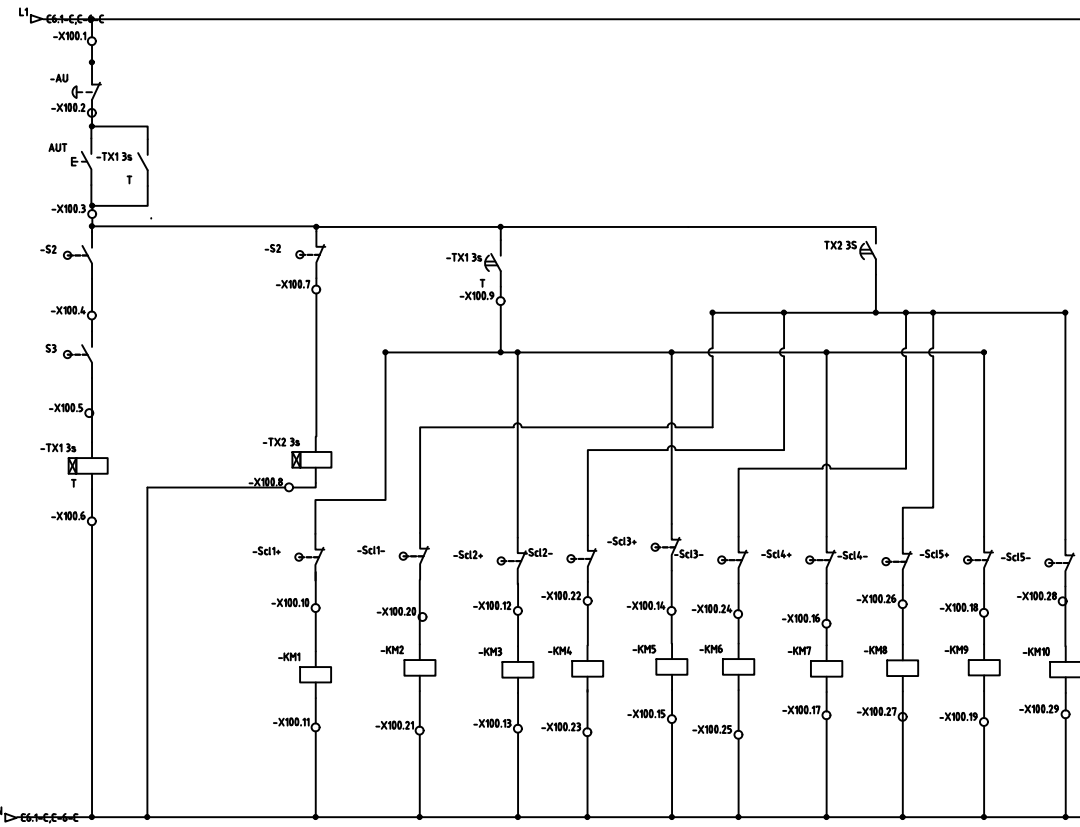 L1
-X100.1
-AU
-X100.2
AUT
-TX1 3s
T
-X100.3
-S2
-S2
-TX1 3s
T
TX2 3S
-X100.7
-X100.9
-X100.4
S3
-X100.5
-TX1 3s
T
-TX2 3s
-X100.8
-X100.6
-Scl1+
-Scl1-
-Scl2+
-Scl2-
-Scl3+
-Scl3-
-Scl4+
-Scl4-
-Scl5+
-Scl5-
-X100.10
-X100.20
-X100.12
-X100.22
-X100.14
-X100.24
-X100.16
-X100.26
-X100.18
-X100.28
-KM1
-KM2
-KM3
-KM4
-KM5
-KM6
-KM7
-KM8
-KM9
-KM10
-X100.11
-X100.21
-X100.13
-X100.23
-X100.15
-X100.25
-X100.17
-X100.27
-X100.19
-X100.29